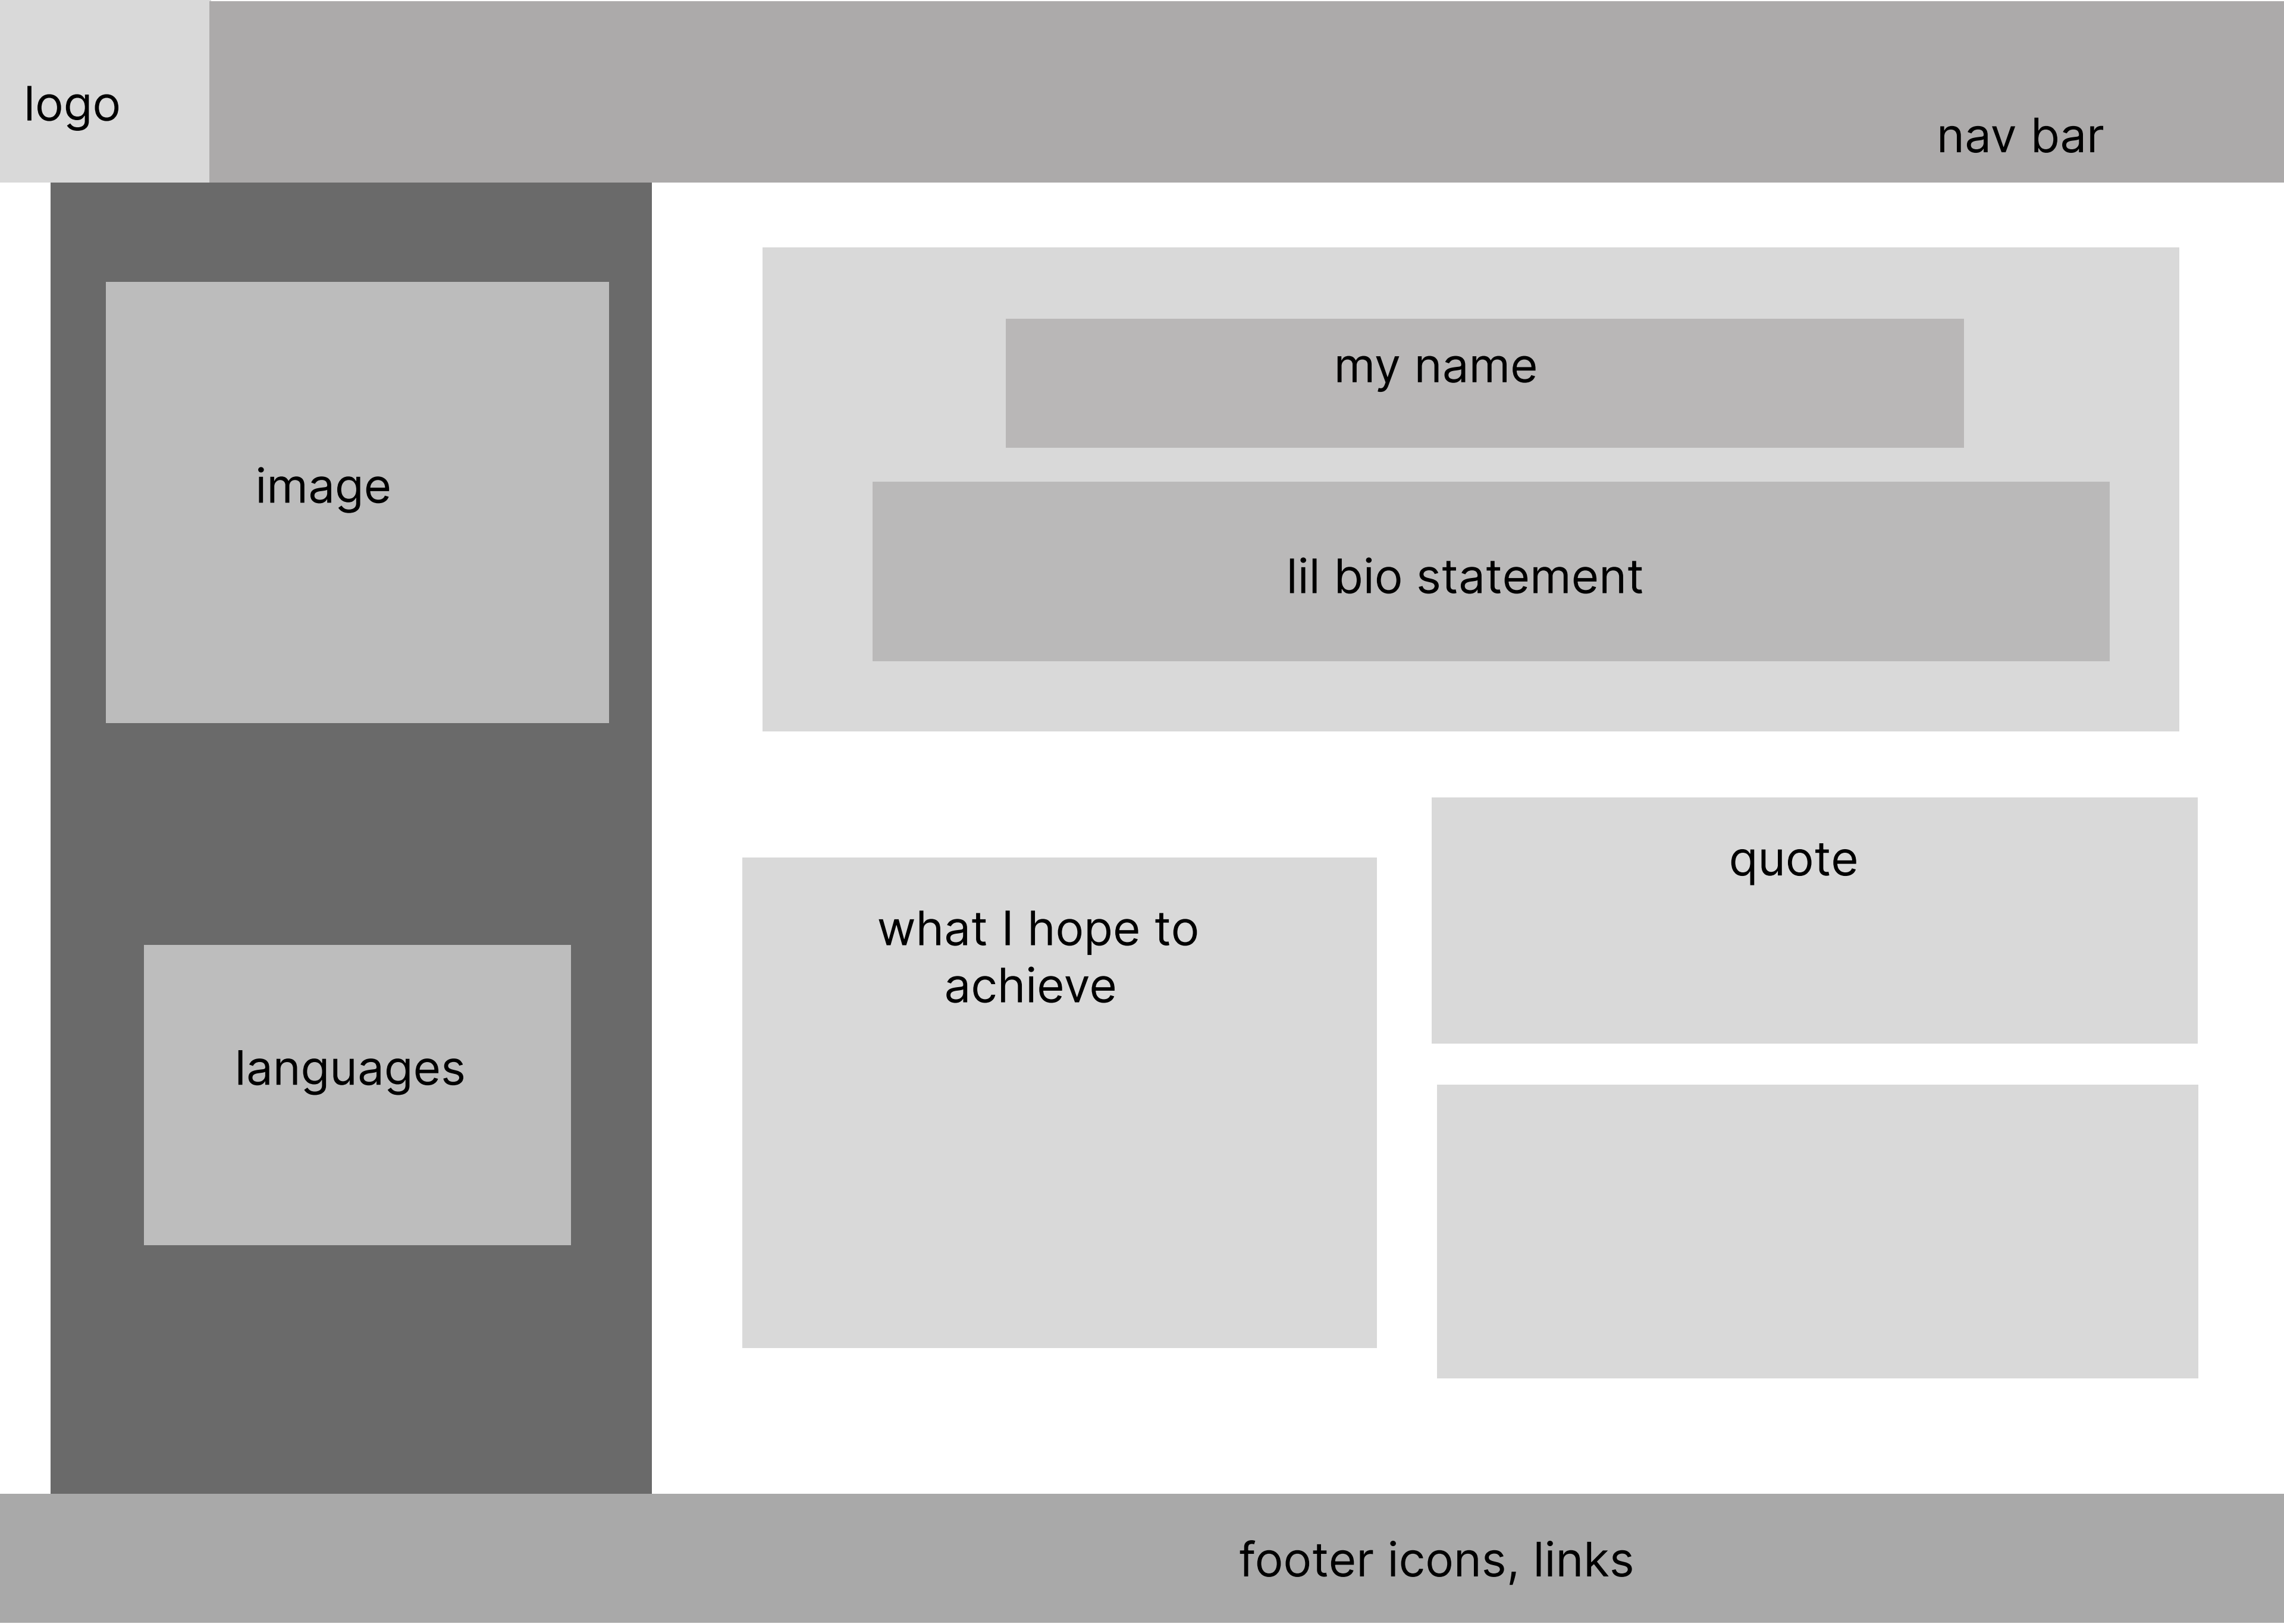 logo
nav bar
image
my name
lil bio statement
languages
what I hope to
achieve
quote
footer icons, links